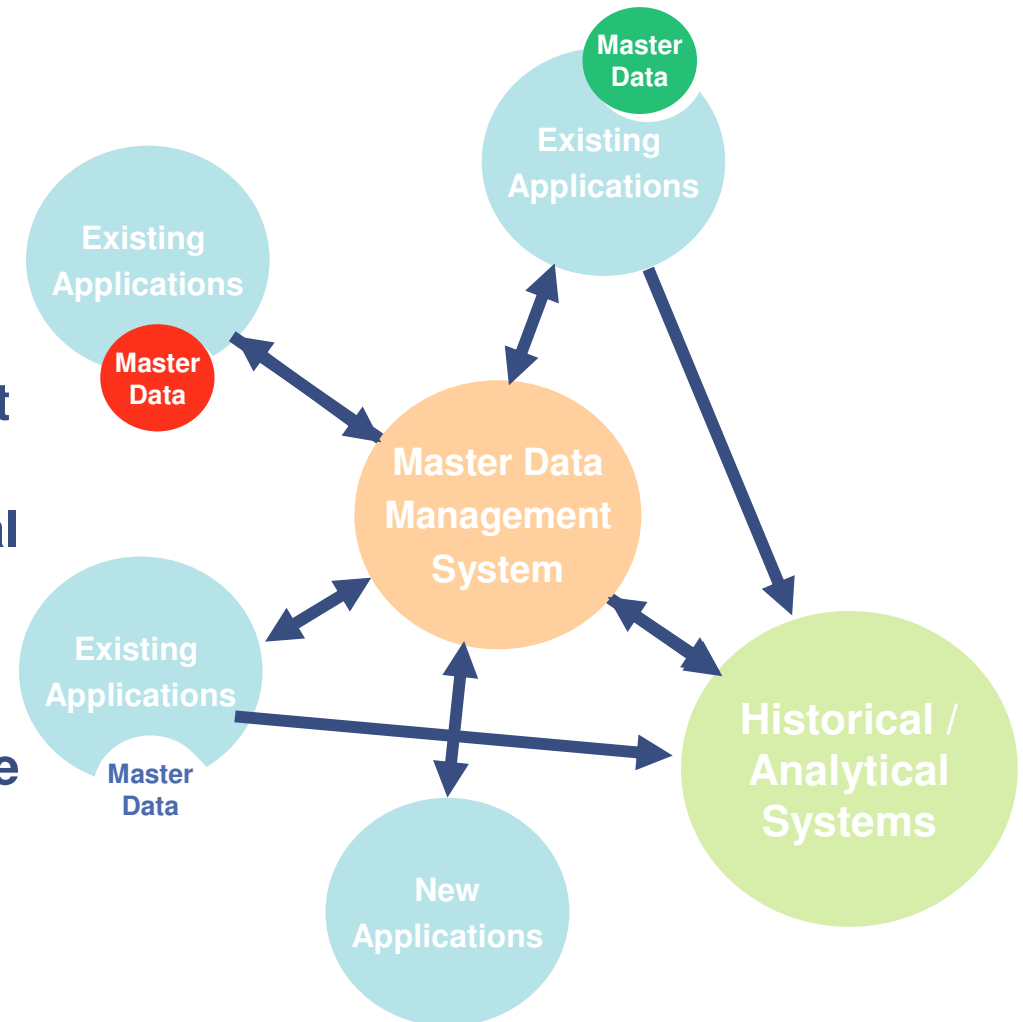 Master
Data
Existing
Applications
Existing
Applications
Master
Data
t
Master Data
Management
System
al
Existing
Applications
Master
Data
e
Historical /
Analytical
Systems
New
Applications